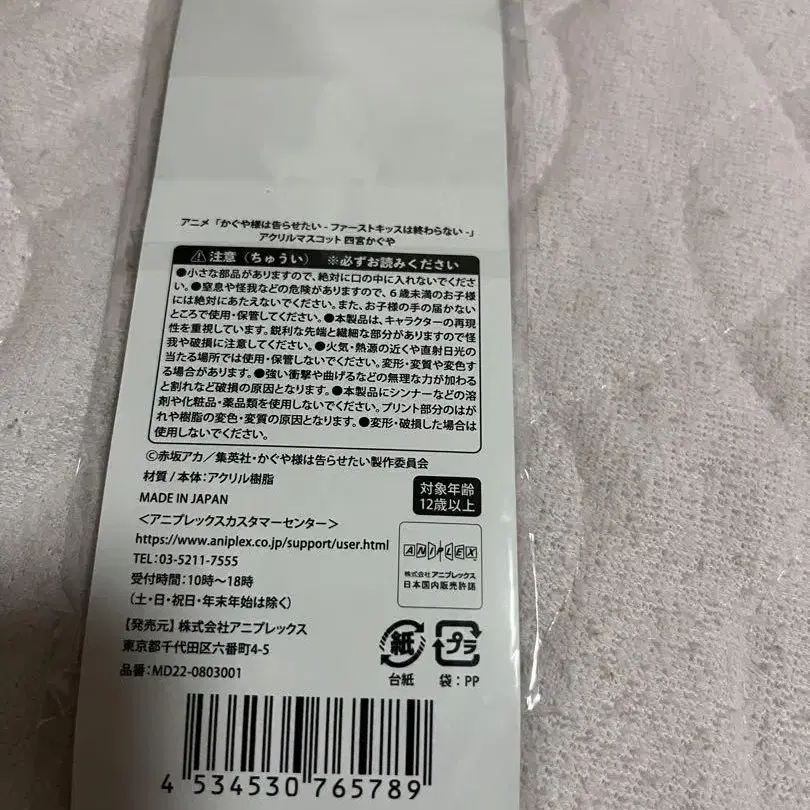 アニメ「かぐや様は告らせたい - ファーストキッスは終わらない -」
アクリルマスコット 四宮かぐや
注意（ちゅうい） ※必ずお読みください
●小さな部品がありますので、絶対に口の中に入れないでくださ
い。●窒息や怪我などの危険がありますので、6歳未満のお子様
には絶対にあたえないでください。また、お子様の手の届かない
ところで使用・保管してください。●本製品は、キャラクターの再現
性を重視しています。鋭利な先端と繊細な部分がありますので怪
我や破損に注意してください。●火気・熱源の近くや直射日光の
当たる場所では使用・保管しないでください。変形・変質や変色す
る場合があります。●強い衝撃や曲げるなどの無理な力が加わる
と割れなど破損の原因となります。●本製品にシンナーなどの溶
剤や化粧品・薬品類を使用しないでください。プリント部分のはが
れや樹脂の変色・変質の原因となります。●変形・破損した場合は
使用しないでください。
©赤坂アカ／集英社・かぐや様は告らせたい製作委員会
材質 / 本体：アクリル樹脂
MADE IN JAPAN
対象年齢
12歳以上
＜アニプレックスカスタマーセンター＞
https://www.aniplex.co.jp/support/user.html
TEL：03-5211-7555
受付時間：10時～18時
（土・日・祝日・年末年始は除く）
ANIPLEX
株式会社 アニプレックス
日本国内販売許諾
【発売元】株式会社アニプレックス
東京都千代田区六番町4-5
品番：MD22-0803001
紙
台紙
プラ
袋：PP
4 534530 765789